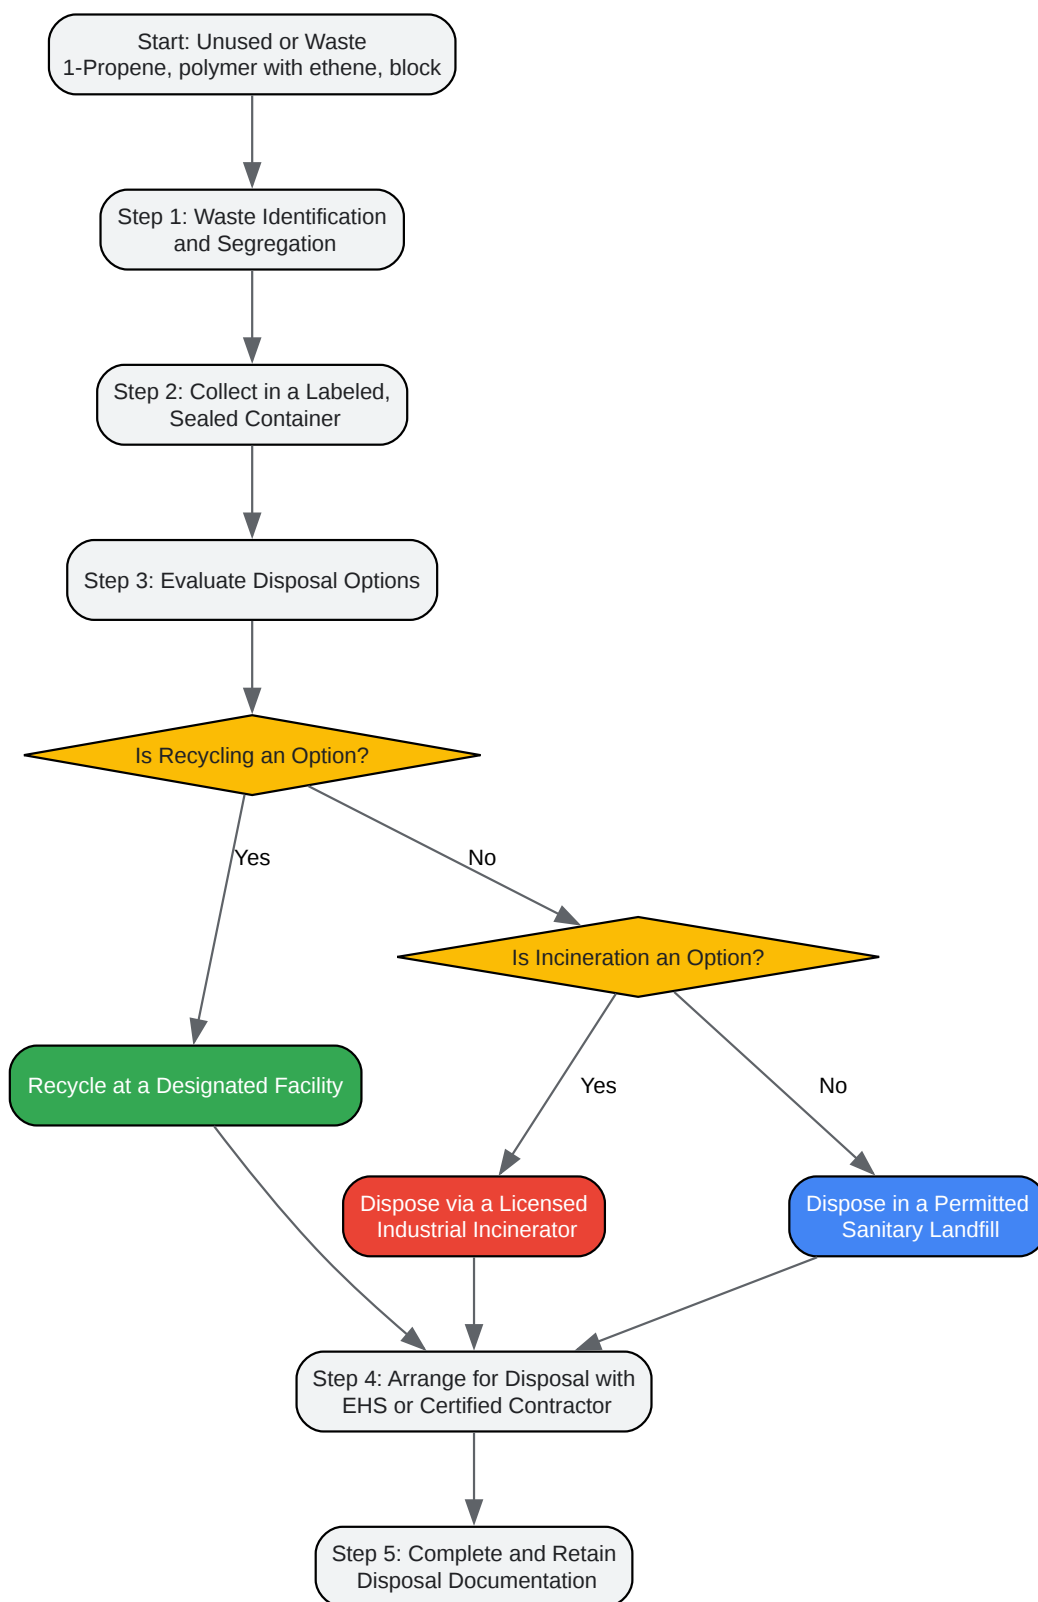 Start: Unused or Waste
1-Propene, polymer with ethene, block
Step 1: Waste Identification
and Segregation
Step 2: Collect in a Labeled,
Sealed Container
Step 3: Evaluate Disposal Options
Is Recycling an Option?
Yes
No
Is Incineration an Option?
Recycle at a Designated Facility
Yes
No
Dispose via a Licensed
Industrial Incinerator
Dispose in a Permitted
Sanitary Landfill
Step 4: Arrange for Disposal with
EHS or Certified Contractor
Step 5: Complete and Retain
Disposal Documentation